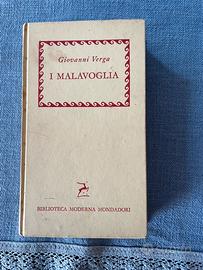 Giovanni Verga
I MALAVOGLIA
BIBLIOTECA MODERNA MONDADORI